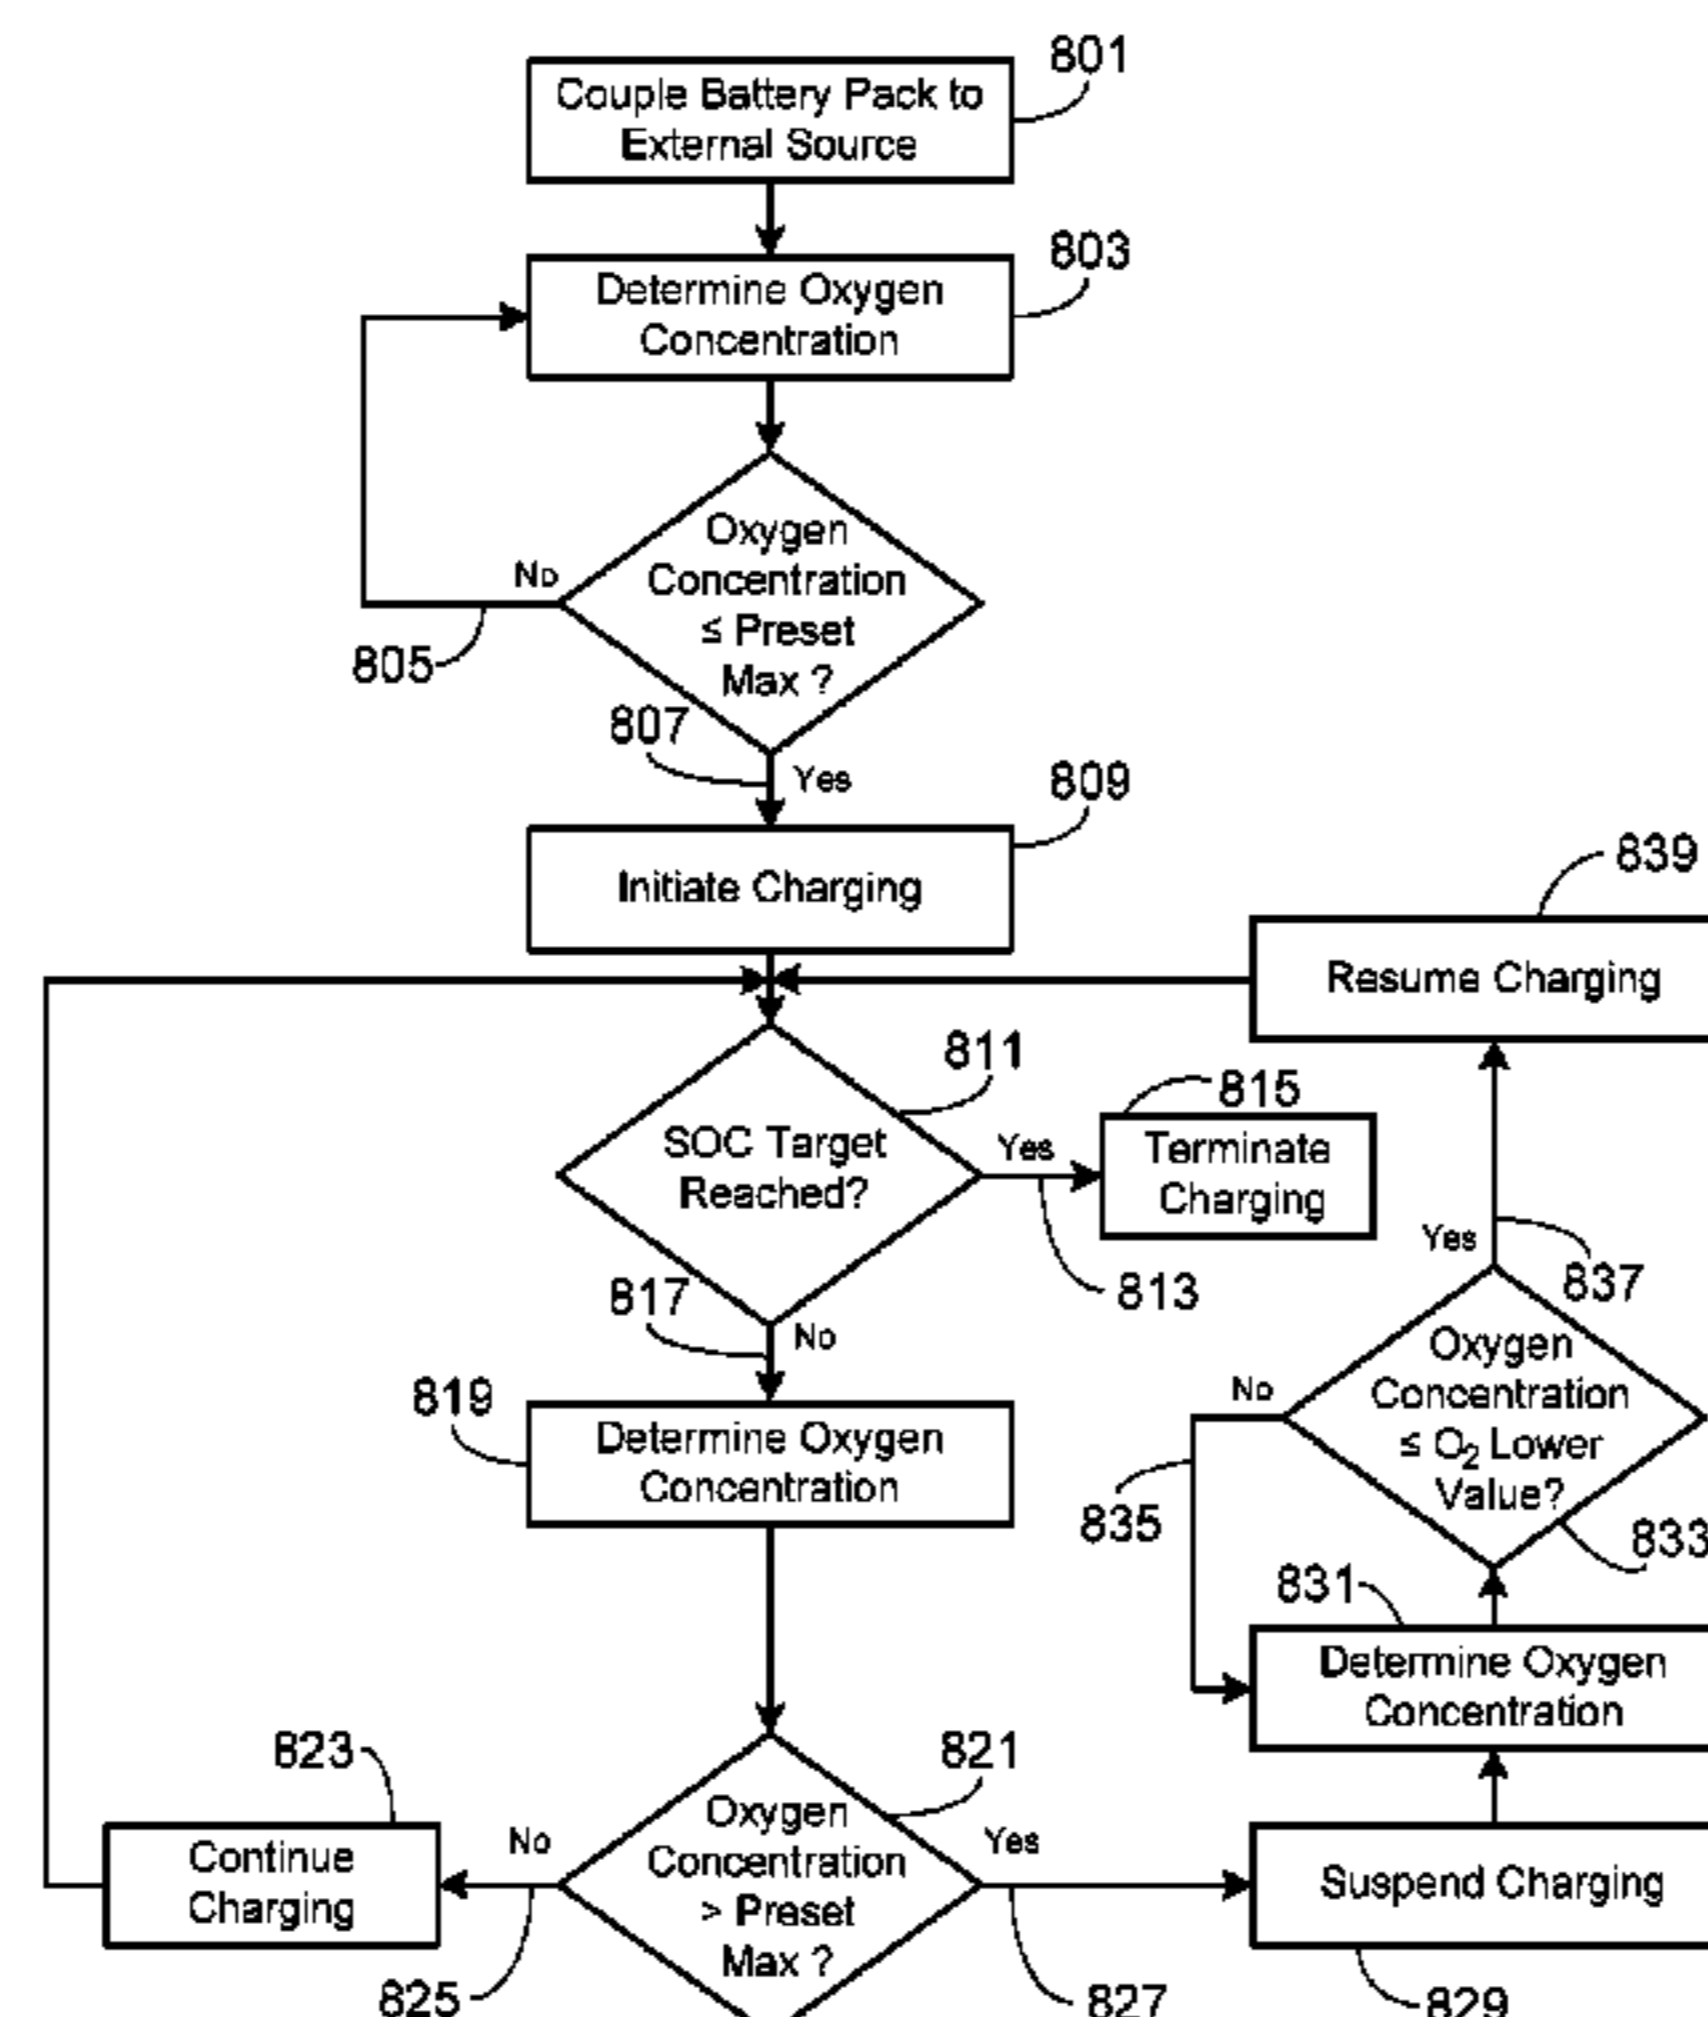 801
Couple Battery Pack to
External Source
803
Determine Oxygen
Concentration
Oxygen
Concentration
≤ Preset
Max ?
No
805
807
Yes
809
Initiate Charging
839
Resume Charging
811
SOC Target
Reached?
Yes
815
Terminate
Charging
813
817
No
819
Determine Oxygen
Concentration
Yes
837
Oxygen
Concentration
≤ O₂ Lower
Value?
No
835
833
831
Determine Oxygen
Concentration
823
Continue
Charging
No
825
821
Oxygen
Concentration
> Preset
Max ?
Yes
827
Suspend Charging
829